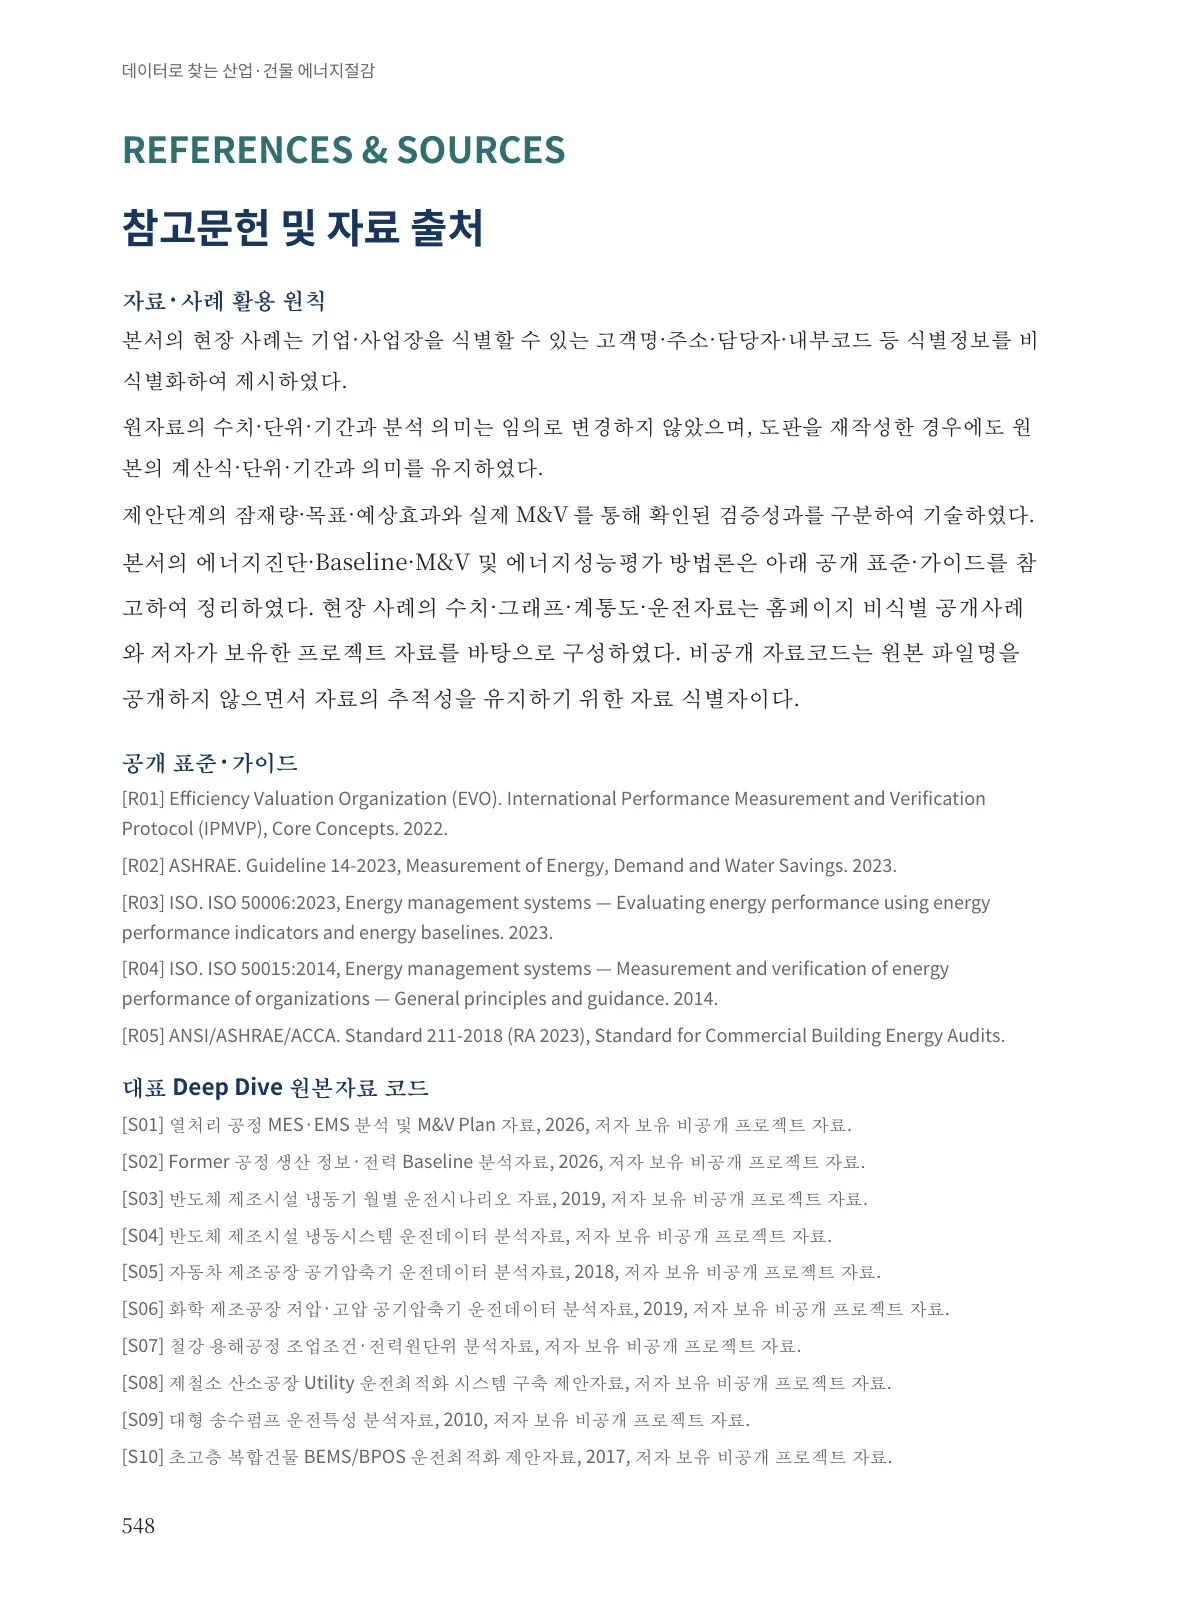 데이터로 찾는 산업·건물 에너지절감
REFERENCES & SOURCES
참고문헌 및 자료 출처
자료·사례 활용 원칙
본서의 현장 사례는 기업·사업장을 식별할 수 있는 고객명·주소·담당자·내부코드 등 식별정보를 비
식별화하여 제시하였다.
원자료의 수치·단위·기간과 분석 의미는 임의로 변경하지 않았으며, 도판을 재작성한 경우에도 원
본의 계산식·단위·기간과 의미를 유지하였다.
제안단계의 잠재량·목표·예상효과와 실제 M&V 를 통해 확인된 검증성과를 구분하여 기술하였다.
본서의 에너지진단·Baseline·M&V 및 에너지성능평가 방법론은 아래 공개 표준·가이드를 참
고하여 정리하였다. 현장 사례의 수치·그래프·계통도·운전자료는 홈페이지 비식별 공개사례
와 저자가 보유한 프로젝트 자료를 바탕으로 구성하였다. 비공개 자료코드는 원본 파일명을
공개하지 않으면서 자료의 추적성을 유지하기 위한 자료 식별자이다.
공개 표준·가이드
[R01] Efficiency Valuation Organization (EVO). International Performance Measurement and Verification
Protocol (IPMVP), Core Concepts. 2022.
[R02] ASHRAE. Guideline 14-2023, Measurement of Energy, Demand and Water Savings. 2023.
[R03] ISO. ISO 50006:2023, Energy management systems — Evaluating energy performance using energy
performance indicators and energy baselines. 2023.
[R04] ISO. ISO 50015:2014, Energy management systems — Measurement and verification of energy
performance of organizations — General principles and guidance. 2014.
[R05] ANSI/ASHRAE/ACCA. Standard 211-2018 (RA 2023), Standard for Commercial Building Energy Audits.
대표 Deep Dive 원본자료 코드
[S01] 열처리 공정 MES·EMS 분석 및 M&V Plan 자료, 2026, 저자 보유 비공개 프로젝트 자료.
[S02] Former 공정 생산 정보·전력 Baseline 분석자료, 2026, 저자 보유 비공개 프로젝트 자료.
[S03] 반도체 제조시설 냉동기 월별 운전시나리오 자료, 2019, 저자 보유 비공개 프로젝트 자료.
[S04] 반도체 제조시설 냉동시스템 운전데이터 분석자료, 저자 보유 비공개 프로젝트 자료.
[S05] 자동차 제조공장 공기압축기 운전데이터 분석자료, 2018, 저자 보유 비공개 프로젝트 자료.
[S06] 화학 제조공장 저압·고압 공기압축기 운전데이터 분석자료, 2019, 저자 보유 비공개 프로젝트 자료.
[S07] 철강 용해공정 조업조건·전력원단위 분석자료, 저자 보유 비공개 프로젝트 자료.
[S08] 제철소 산소공장 Utility 운전최적화 시스템 구축 제안자료, 저자 보유 비공개 프로젝트 자료.
[S09] 대형 송수펌프 운전특성 분석자료, 2010, 저자 보유 비공개 프로젝트 자료.
[S10] 초고층 복합건물 BEMS/BPOS 운전최적화 제안자료, 2017, 저자 보유 비공개 프로젝트 자료.
548